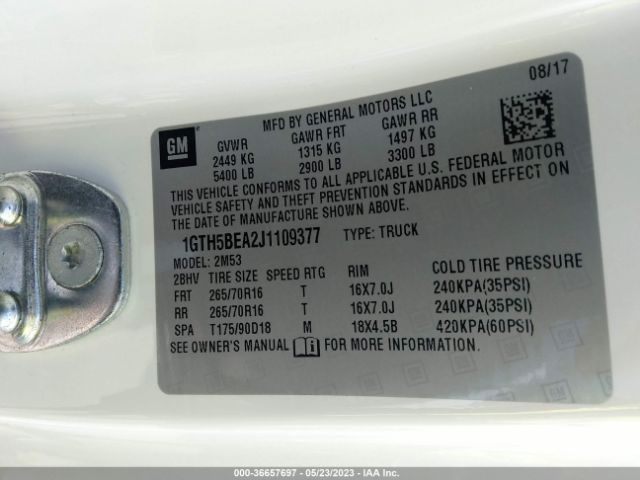 08/17
MFD BY GENERAL MOTORS LLC
GM GVWR GAWR FRT GAWR RR
2449 KG 1315 KG 1497 KG
5400 LB 2900 LB 3300 LB
THIS VEHICLE CONFORMS TO ALL APPLICABLE U.S. FEDERAL MOTOR
VEHICLE SAFETY AND THEFT PREVENTION STANDARDS IN EFFECT ON
THE DATE OF MANUFACTURE SHOWN ABOVE.
1GTH5BEA2J1109377 TYPE: TRUCK
MODEL: 2M53
2BHV TIRE SIZE SPEED RTG RIM COLD TIRE PRESSURE
FRT 265/70R16 T 16X7.0J 240KPA(35PSI)
RR 265/70R16 T 16X7.0J 240KPA(35PSI)
SPA T175/90D18 M 18X4.5B 420KPA(60PSI)
SEE OWNER'S MANUAL FOR MORE INFORMATION.
000-36657697 - 05/23/2023 - IAAI.COM